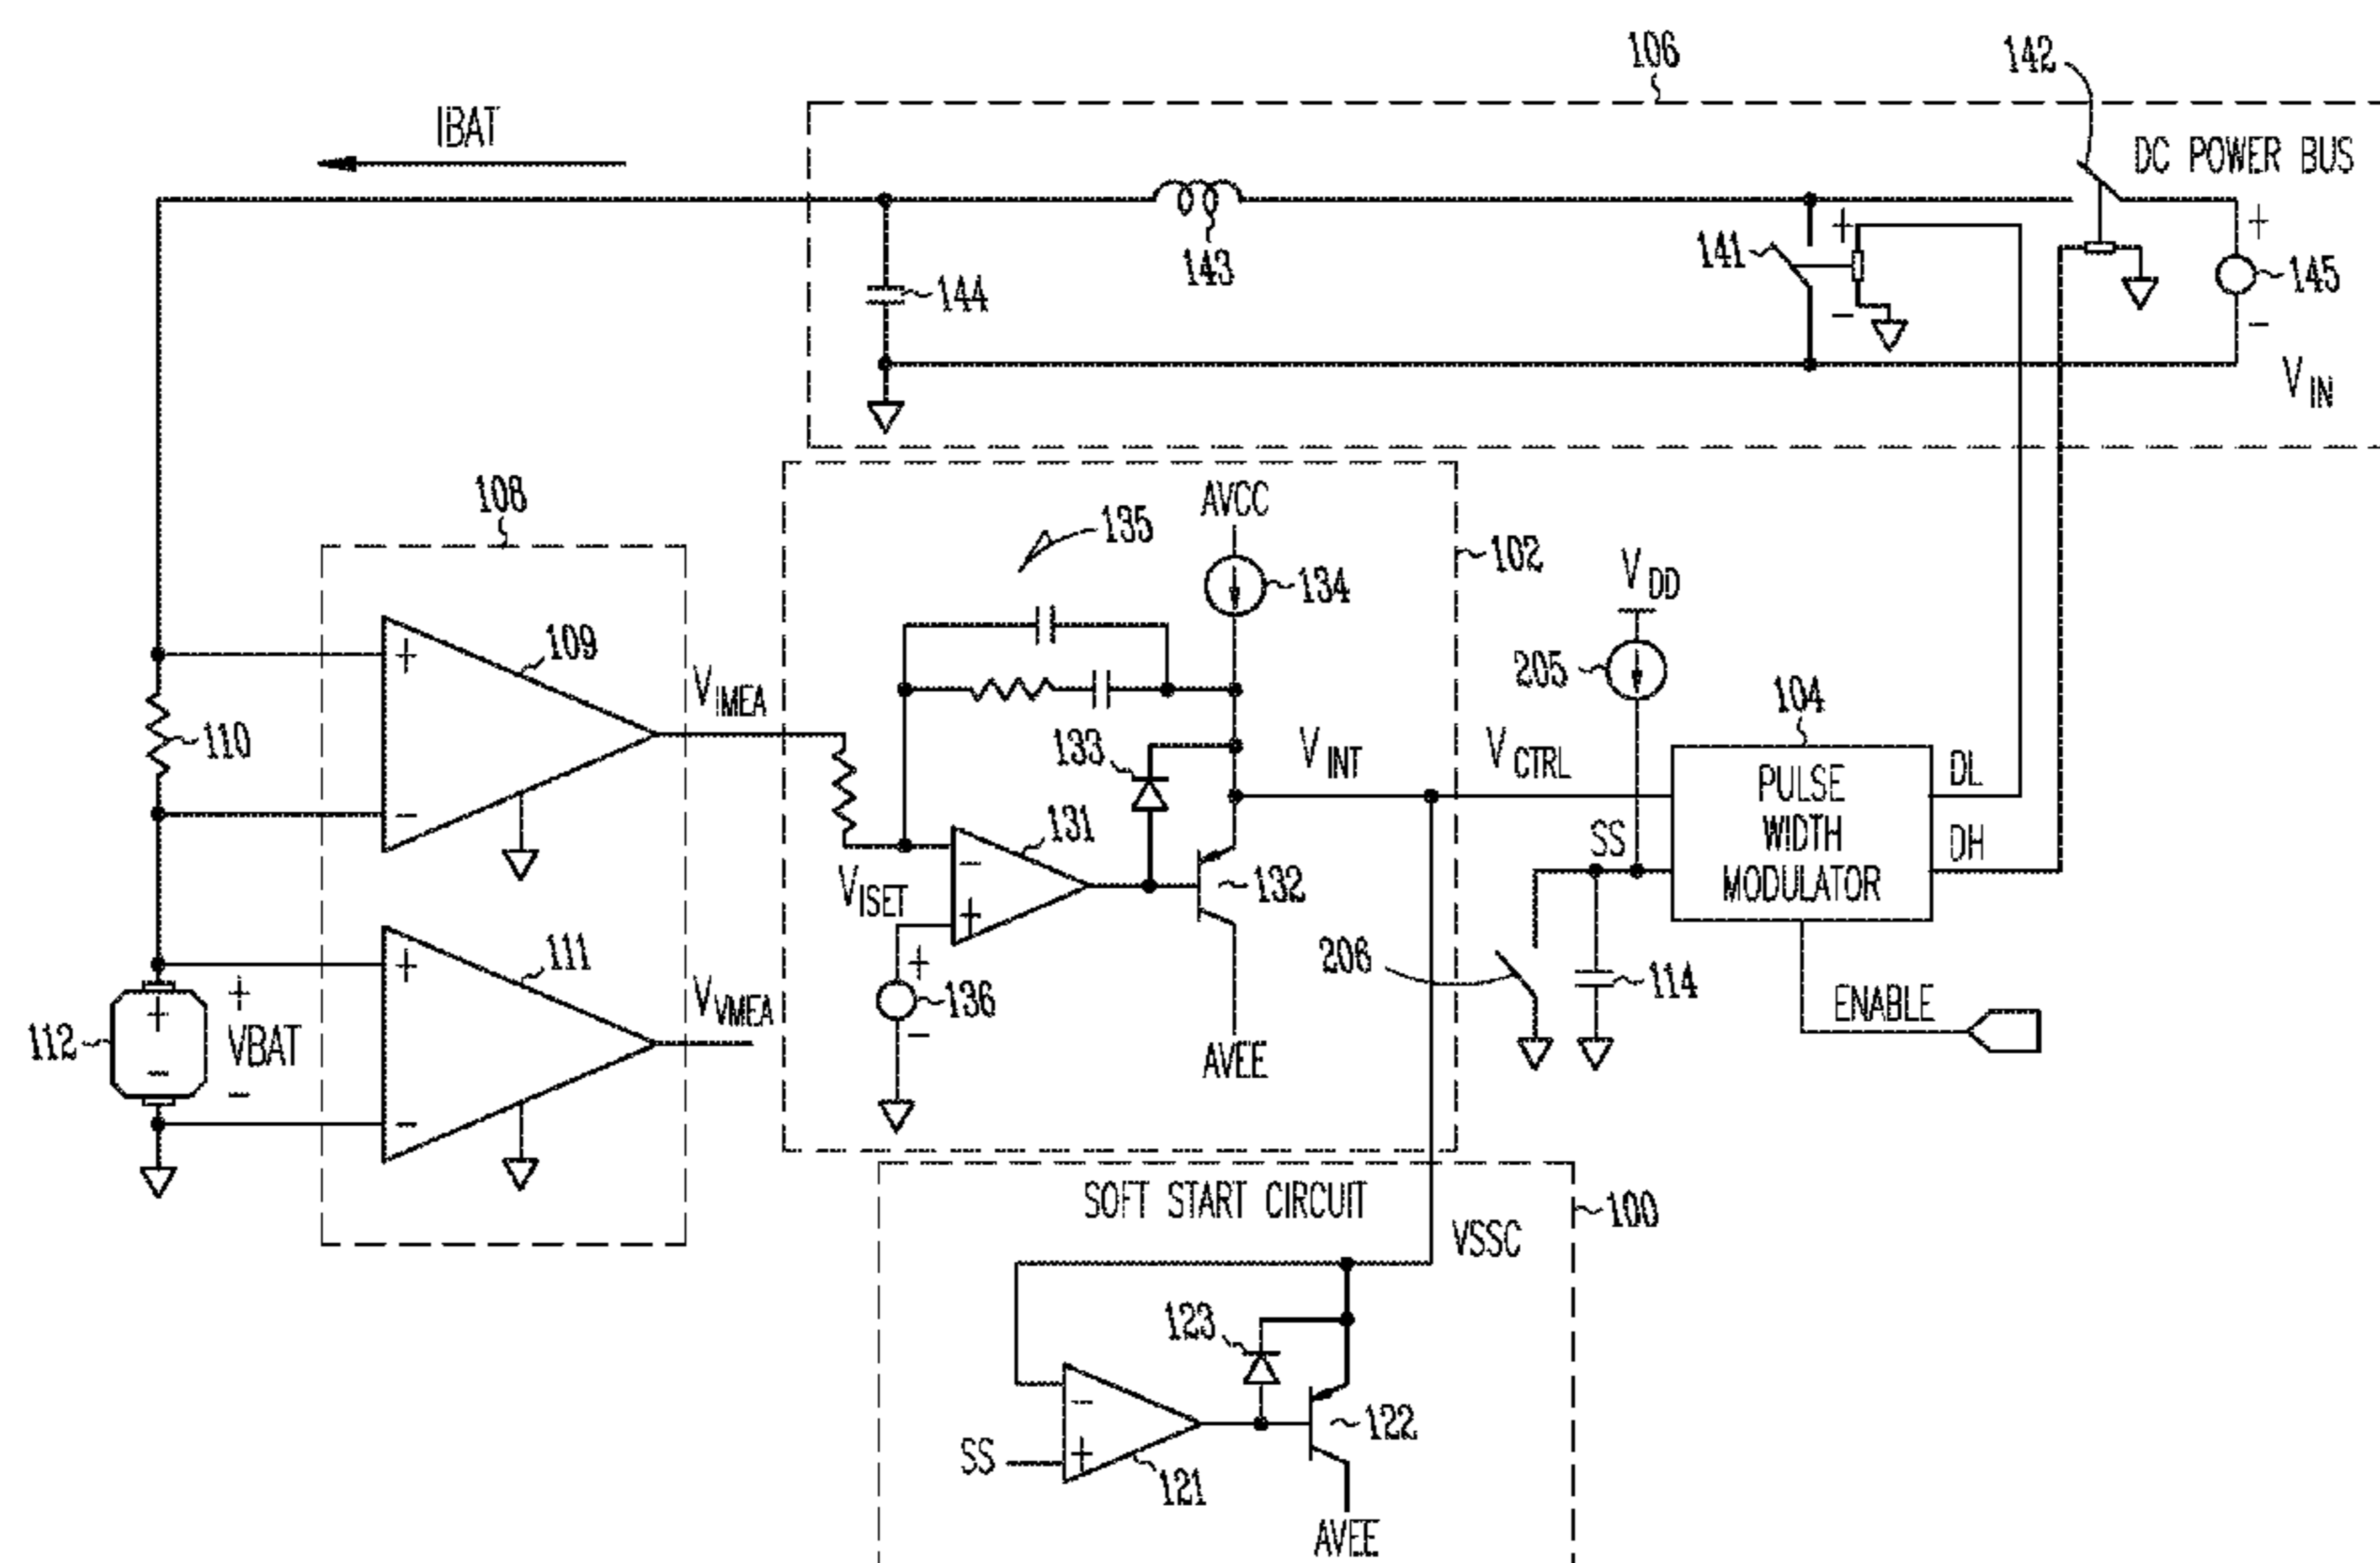 106
142
IBAT
DC POWER BUS
+
141
+
143
145
144
−
−
V IN
108
AVCC
135
102
134
V DD
109
+
V IMEA
205
104
110
133
V INT
V CTRL
PULSE WIDTH MODULATOR
DL
131
SS
DH
−
−
V ISET
132
+
111
206
+
+
V VMEA
+
136
114
ENABLE
112
+
VBAT
−
−
AVEE
−
−
SOFT START CIRCUIT
100
VSSC
123
−
122
SS
+
121
AVEE